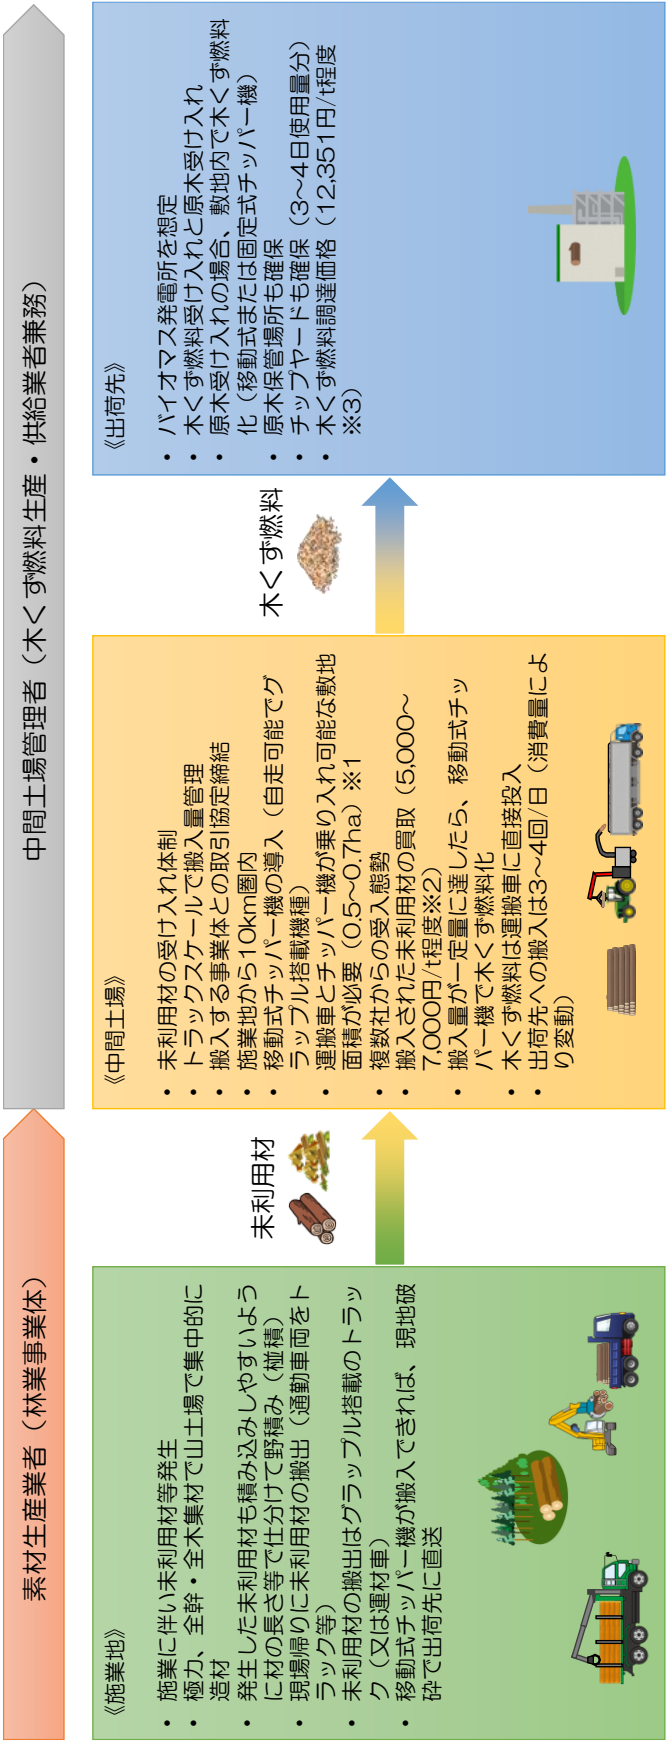 素材生産業者（林業事業体）
中間土場管理者（木くず燃料生産・供給業者兼務）
《施業地》
• 施業に伴い未利用材等発生
• 極力、全幹・全木集材で山土場で集中的に
造材
• 発生した未利用材も積み込みしやすいよう
に材の長さ等で仕分けて野積み（椪積）
• 現場帰りに未利用材の搬出（通勤車両をト
ラック等）
• 未利用材の搬出はグラップル搭載のトラッ
ク（又は運材車）
• 移動式チッパー機が搬入できれば、現地破
砕で出荷先に直送
未利用材
《中間土場》
• 未利用材の受け入れ体制
• トラックスケールで搬入量管理
• 搬入する事業体との取引協定締結
• 施業地から10km圏内
• 移動式チッパー機の導入（自走可能でグ
ラップル搭載機種）
• 運搬車とチッパー機が乗り入れ可能な敷地
面積が必要（0.5～0.7ha）※1
• 複数社からの受入態勢
• 搬入された未利用材の買取（5,000～
7,000円/t程度※2）
• 搬入量が一定量に達したら、移動式チッ
パー機で木くず燃料化
• 木くず燃料は運搬車に直接投入
• 出荷先への搬入は3～4回/日（消費量によ
り変動）
木くず燃料
《出荷先》
• バイオマス発電所を想定
• 木くず燃料受け入れと原木受け入れ
• 原木受け入れの場合、敷地内で木くず燃料
化（移動式または固定式チッパー機）
• 原木保管場所も確保
• チップヤードも確保（3～4日使用量分）
• 木くず燃料調達価格（12,351円/t程度
※3）